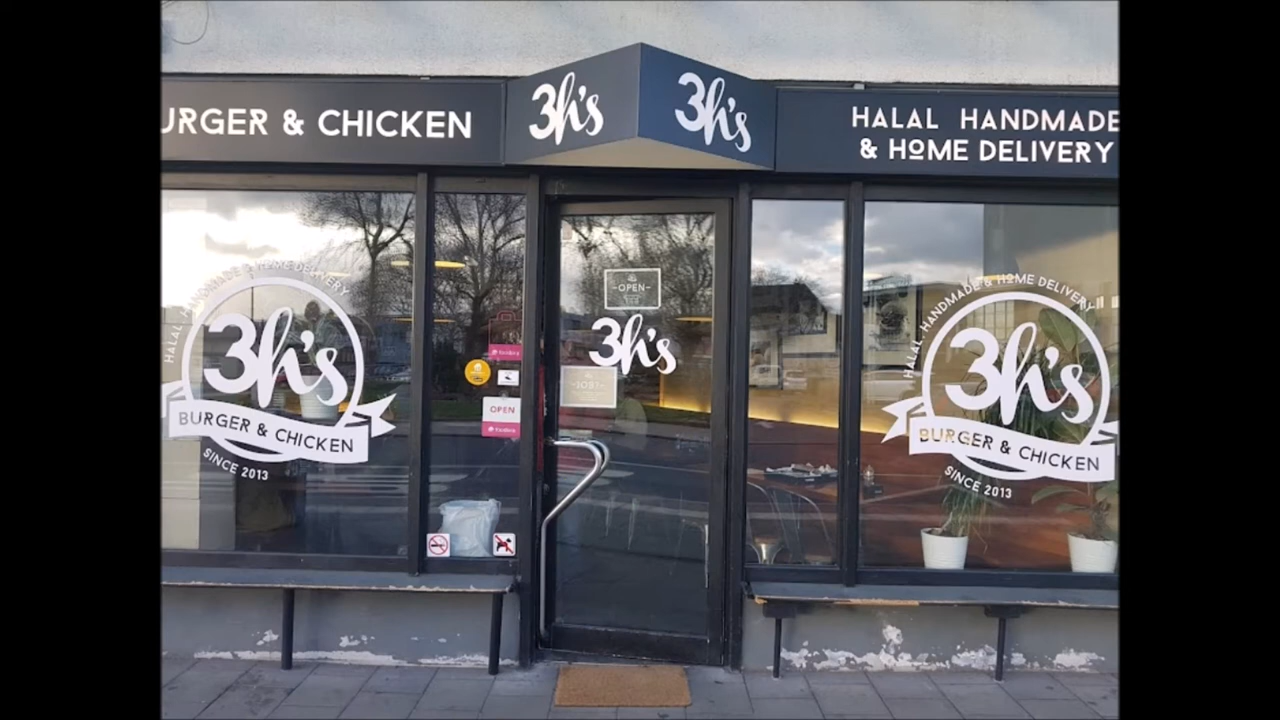 URGER & CHICKEN
3h's
3h's
HALAL HANDMADE
& HOME DELIVERY
HALAL HANDMADE & HOME DELIVERY
3h's
BURGER & CHICKEN
SINCE 2013
OPEN
OPEN
3h's
HALAL HANDMADE & HOME DELIVERY
3h's
BURGER & CHICKEN
SINCE 2013